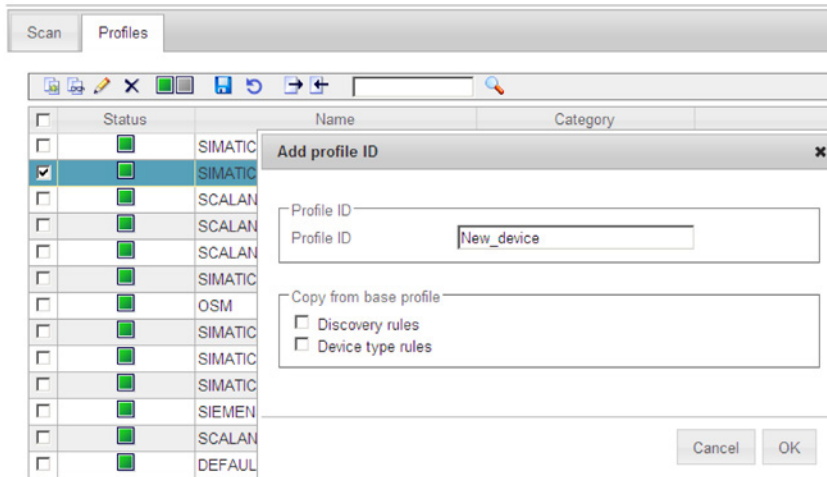 Scan Profiles
Status Name Category
SIMATIC
Add profile ID
SIMATIC
SCALAN
Profile ID
SCALAN
Profile ID New_device
SCALAN
SIMATIC
Copy from base profile
OSM
Discovery rules
SIMATIC
Device type rules
SIMATIC
SIMATIC
SIEMEN
SCALAN
Cancel OK
DEFAUL